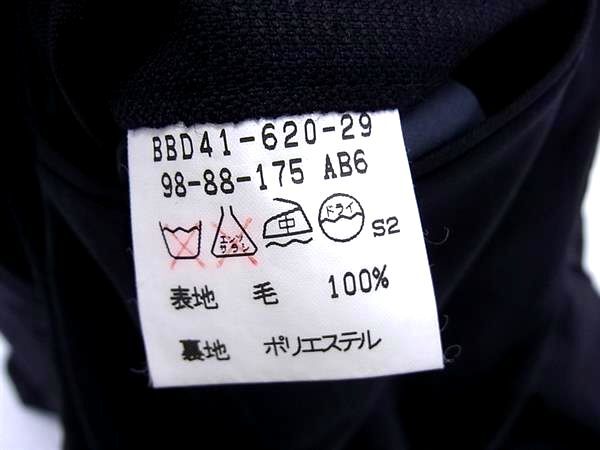 BBD41-620-29
98-88-175 AB6
エンソ サラシ 中 ドライ S2
表地 毛 100%
裏地 ポリエステル